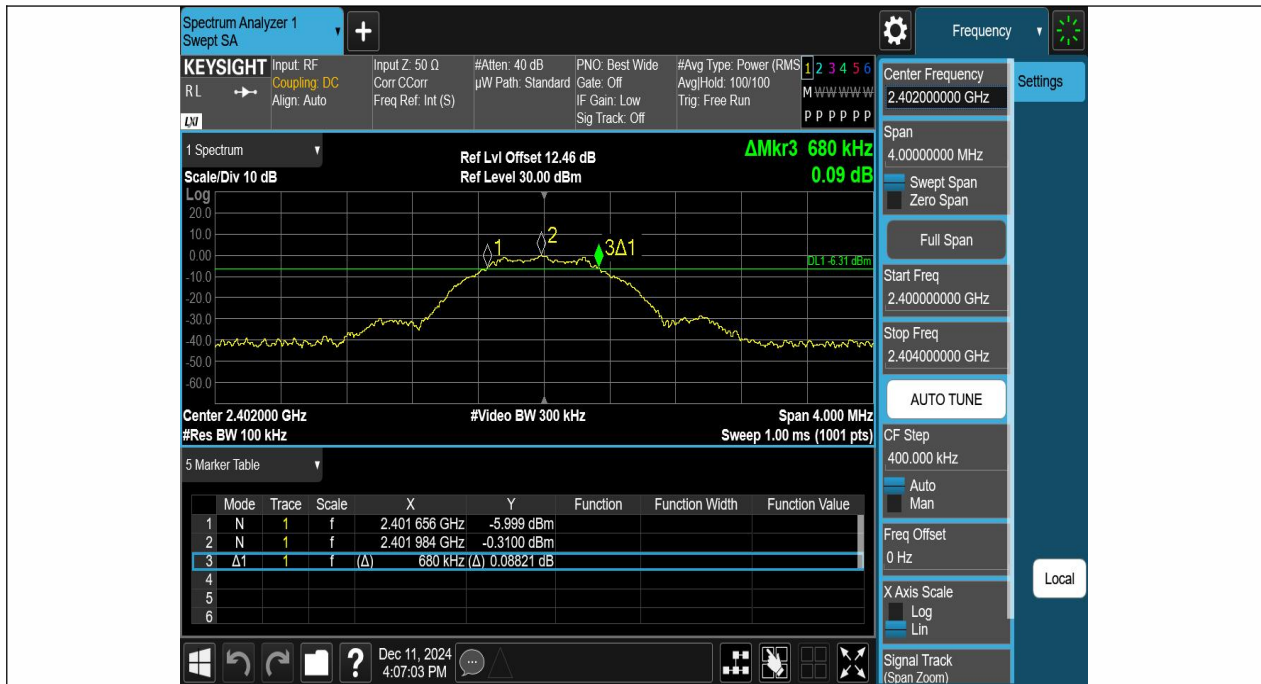 Spectrum Analyzer 1
Swept SA
+
Frequency
KEYSIGHT
R L
LXI
Input: RF
Coupling: DC
Align: Auto
Input Z: 50 Ω
Corr CCorr
Freq Ref: Int (S)
#Atten: 40 dB
µW Path: Standard
PNO: Best Wide
Gate: Off
IF Gain: Low
Sig Track: Off
#Avg Type: Power (RMS
Avg|Hold: 100/100
Trig: Free Run
1 2 3 4 5 6
M W W W W W
P P P P P P
1 Spectrum
Scale/Div 10 dB
Ref Lvl Offset 12.46 dB
Ref Level 30.00 dBm
ΔMkr3 680 kHz
0.09 dB
Log
20.0
10.0
0.00
-10.0
-20.0
-30.0
-40.0
-50.0
-60.0
1
2
3Δ1
DL1 -6.31 dBm
Center 2.402000 GHz
#Video BW 300 kHz
Span 4.000 MHz
#Res BW 100 kHz
Sweep 1.00 ms (1001 pts)
5 Marker Table
Mode Trace Scale X Y Function Function Width Function Value
1 N 1 f 2.401 656 GHz -5.999 dBm
2 N 1 f 2.401 984 GHz -0.3100 dBm
3 Δ1 1 f (Δ) 680 kHz (Δ) 0.08821 dB
4
5
6
?
Dec 11, 2024
4:07:03 PM
Center Frequency
2.402000000 GHz
Settings
Span
4.00000000 MHz
Swept Span
Zero Span
Full Span
Start Freq
2.400000000 GHz
Stop Freq
2.404000000 GHz
AUTO TUNE
CF Step
400.000 kHz
Auto
Man
Freq Offset
0 Hz
X Axis Scale
Log
Lin
Local
Signal Track
(Span Zoom)